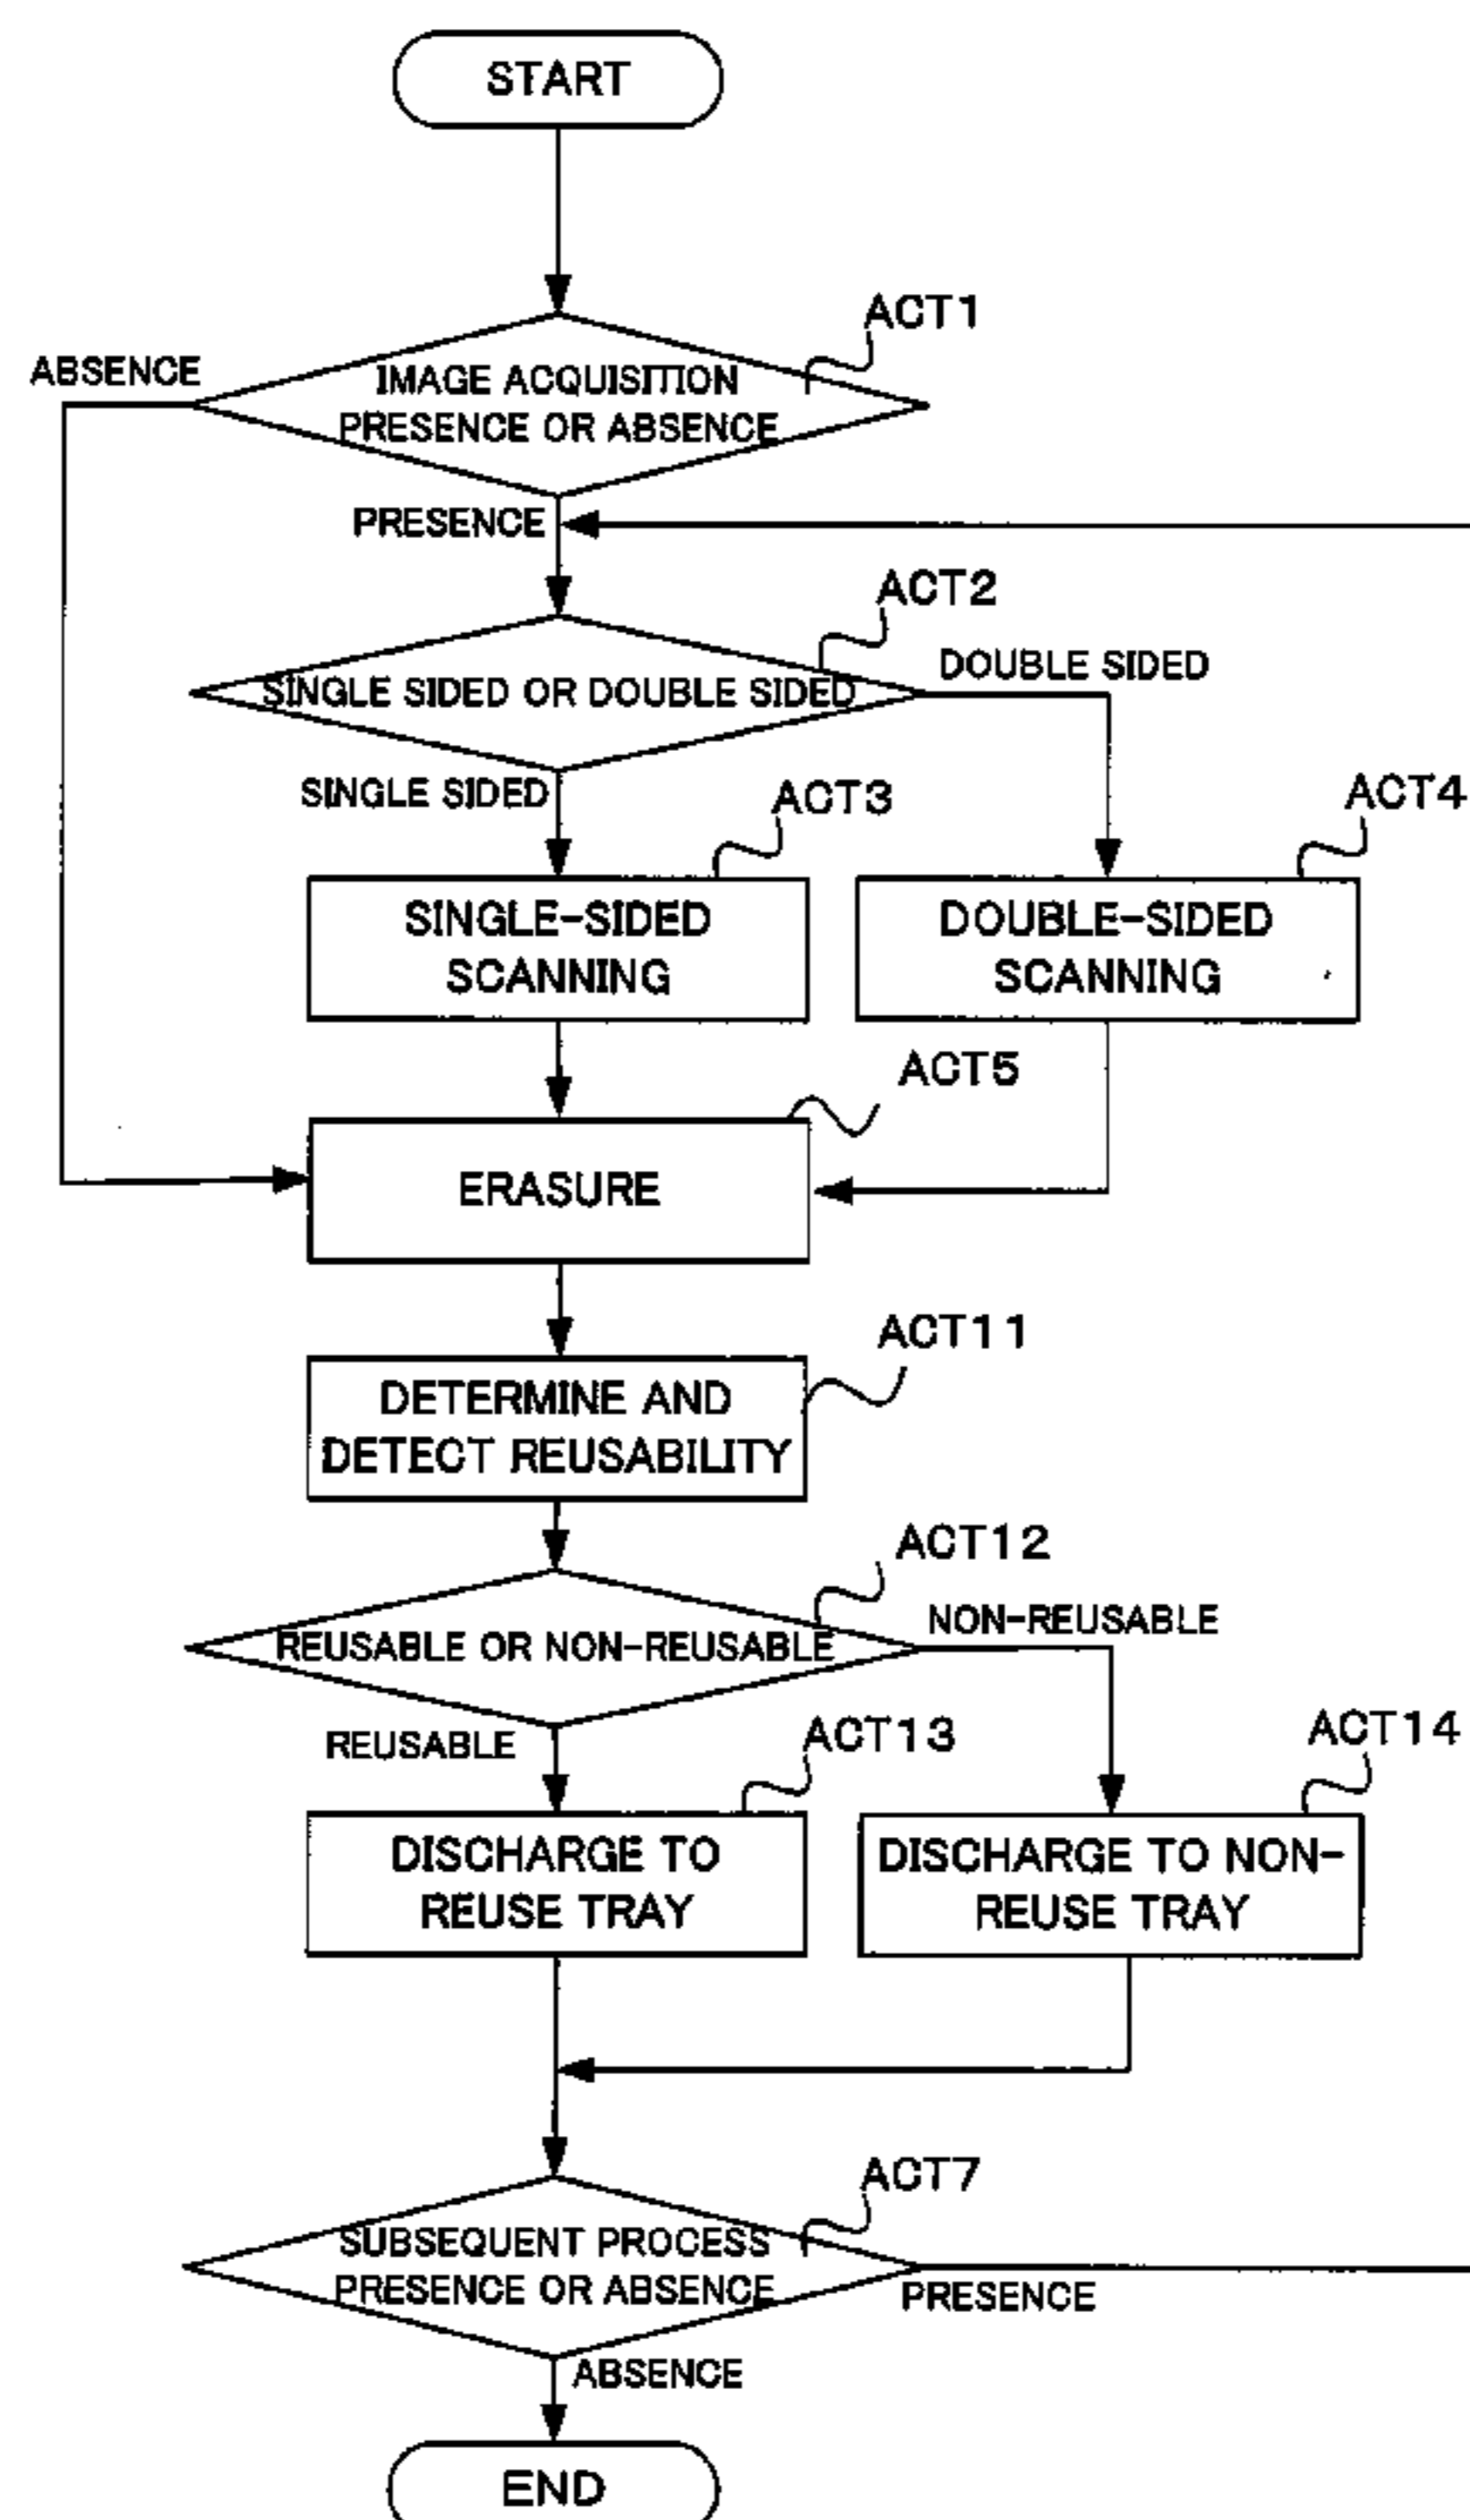 START
ACT1
ABSENCE
IMAGE ACQUISITION
PRESENCE OR ABSENCE
PRESENCE
ACT2
DOUBLE SIDED
SINGLE SIDED OR DOUBLE SIDED
SINGLE SIDED
ACT3
ACT4
SINGLE-SIDED
SCANNING
DOUBLE-SIDED
SCANNING
ACT5
ERASURE
ACT11
DETERMINE AND
DETECT REUSABILITY
ACT12
NON-REUSABLE
REUSABLE OR NON-REUSABLE
REUSABLE
ACT13
ACT14
DISCHARGE TO
REUSE TRAY
DISCHARGE TO NON-
REUSE TRAY
ACT7
SUBSEQUENT PROCESS
PRESENCE OR ABSENCE
PRESENCE
ABSENCE
END